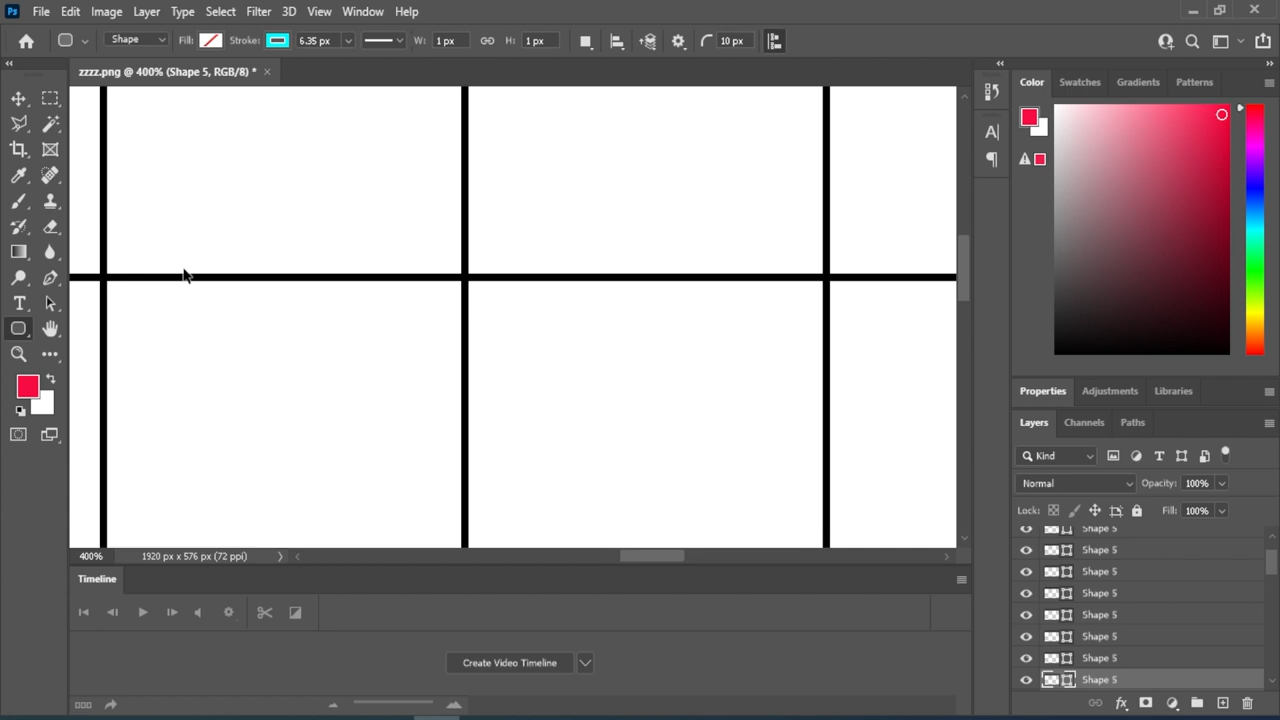 Ps File Edit Image Layer Type Select Filter 3D View Window Help
Shape Fill: Stroke: 6.35 px W: 1 px H: 1 px 10 px
zzzz.png @ 400% (Shape 5, RGB/8) * ×
Color Swatches Gradients Patterns
Properties Adjustments Libraries
Layers Channels Paths
Kind
Normal Opacity: 100%
Lock: Fill: 100%
Shape 5
Shape 5
Shape 5
Shape 5
Shape 5
Shape 5
Shape 5
Shape 5
400% 1920 px x 576 px (72 ppi)
Timeline
Create Video Timeline